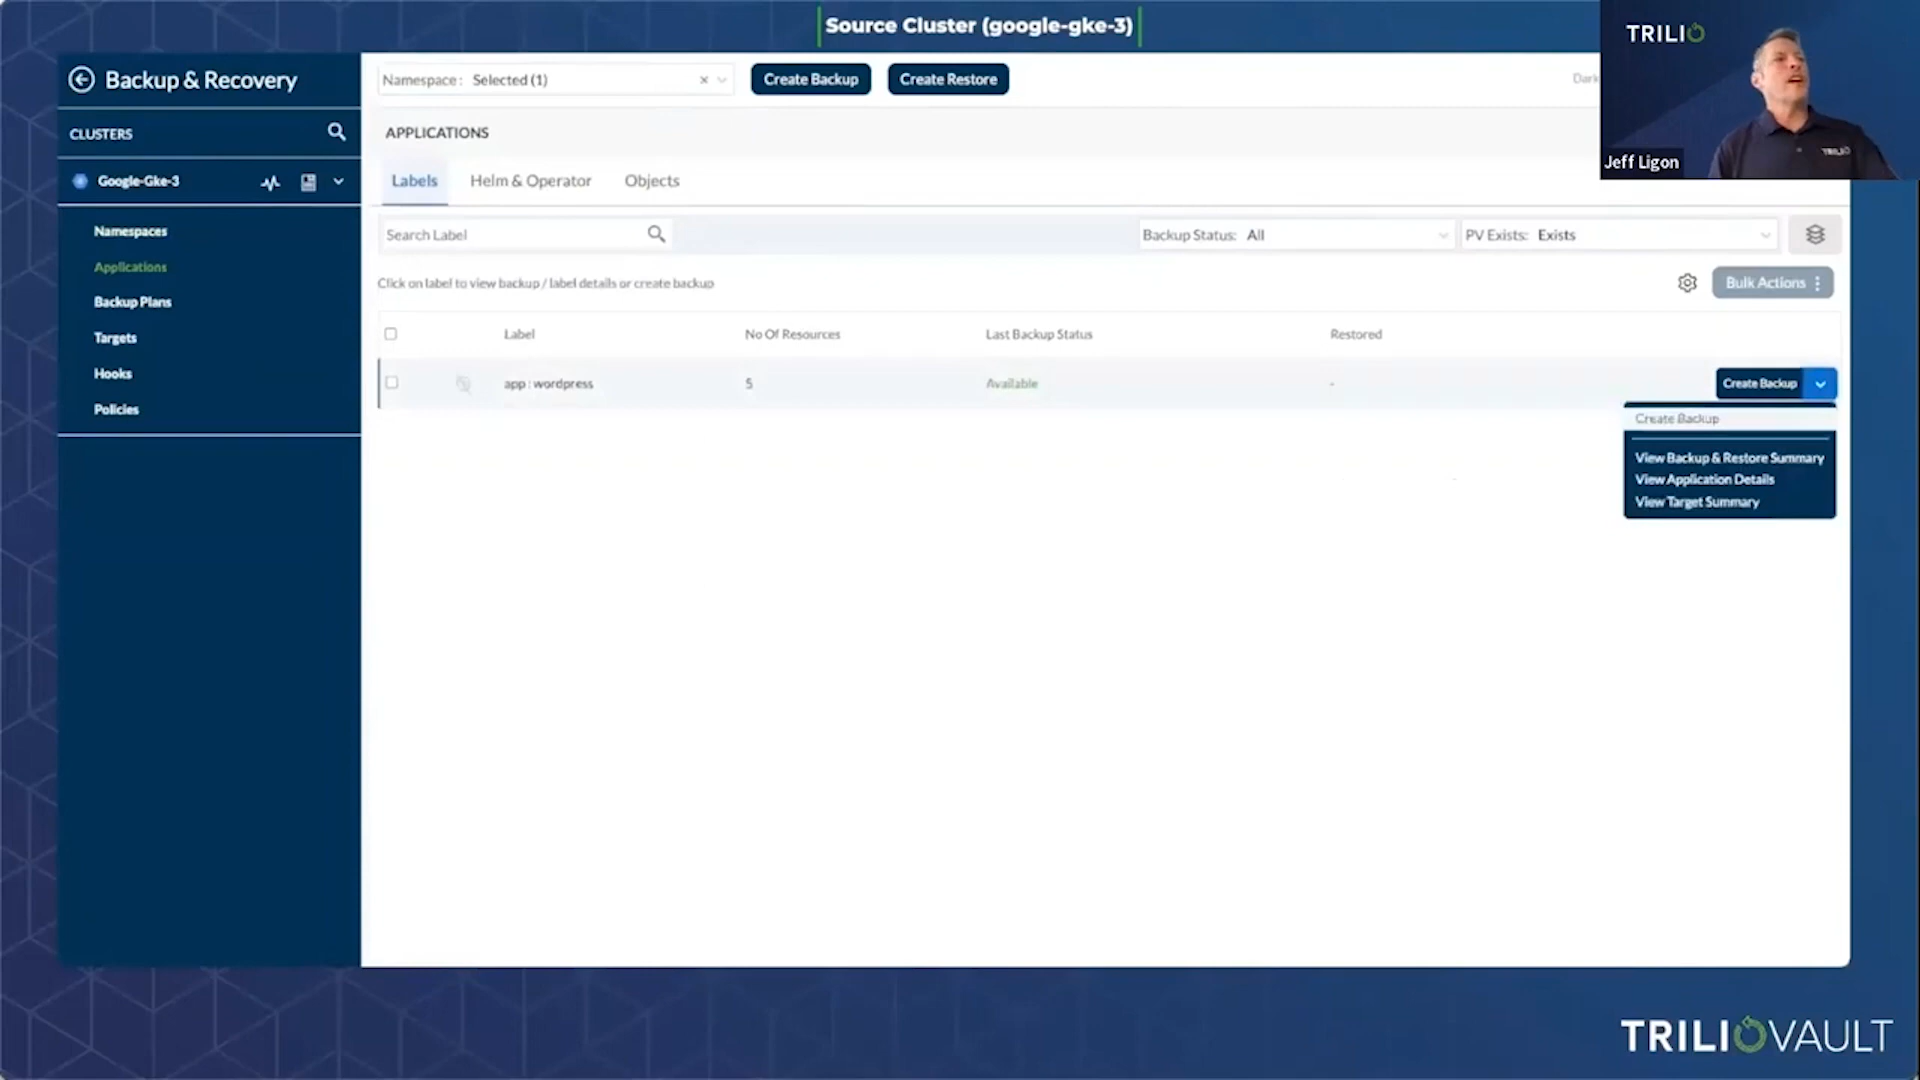 Source Cluster (google-gke-3)
TRILIO
Jeff Ligon
Backup & Recovery
Namespace: Selected (1)
Create Backup
Create Restore
Dark
CLUSTERS
APPLICATIONS
Google-Gke-3
Labels
Helm & Operator
Objects
Namespaces
Search Label
Backup Status: All
PV Exists: Exists
Applications
Click on label to view backup / label details or create backup
Bulk Actions
Backup Plans
Targets
Label
No Of Resources
Last Backup Status
Restored
Hooks
app : wordpress
5
Available
-
Create Backup
Policies
Create Backup
View Backup & Restore Summary
View Application Details
View Target Summary
TRILIOVAULT